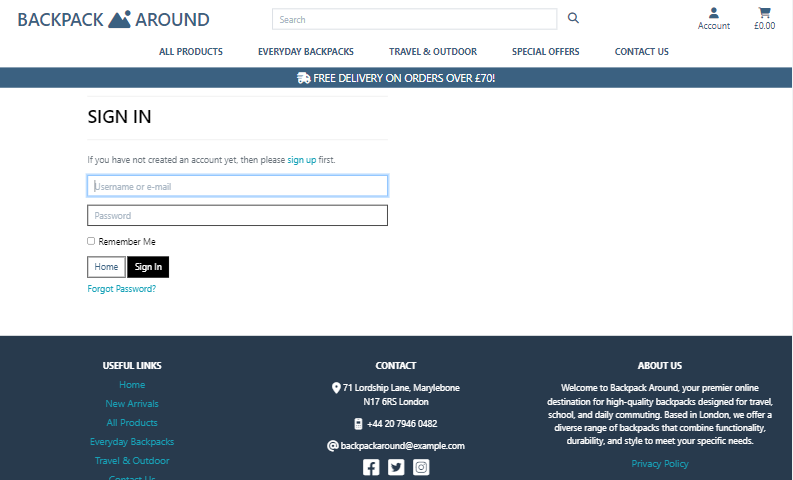 BACKPACK AROUND
Search
Account
£0.00
ALL PRODUCTS
EVERYDAY BACKPACKS
TRAVEL & OUTDOOR
SPECIAL OFFERS
CONTACT US
FREE DELIVERY ON ORDERS OVER £70!
SIGN IN
If you have not created an account yet, then please sign up first.
Username or e-mail
Password
Remember Me
Home
Sign In
Forgot Password?
USEFUL LINKS
Home
New Arrivals
All Products
Everyday Backpacks
Travel & Outdoor
Contact Us
CONTACT
71 Lordship Lane, Marylebone
N17 6RS London
+44 20 7946 0482
backpackaround@example.com
ABOUT US
Welcome to Backpack Around, your premier online
destination for high-quality backpacks designed for travel,
school, and daily commuting. Based in London, we offer a
diverse range of backpacks that combine functionality,
durability, and style to meet your specific needs.
Privacy Policy